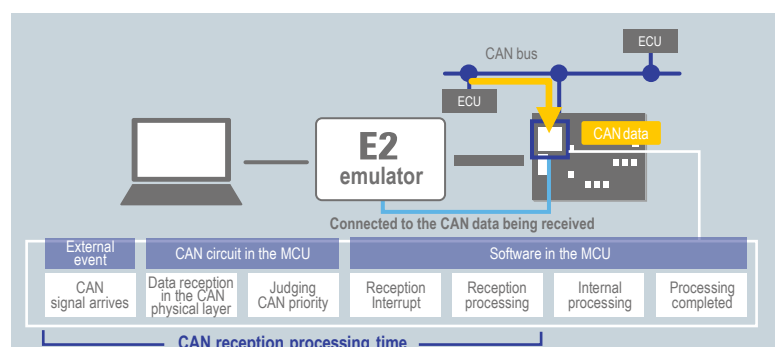 ECU
CAN bus
ECU
CAN data
E2
emulator
Connected to the CAN data being received
External
event
CAN circuit in the MCU
Software in the MCU
CAN
signal arrives
Data reception
in the CAN
physical layer
Judging
CAN priority
Reception
Interrupt
Reception
processing
Internal
processing
Processing
completed
CAN reception processing time